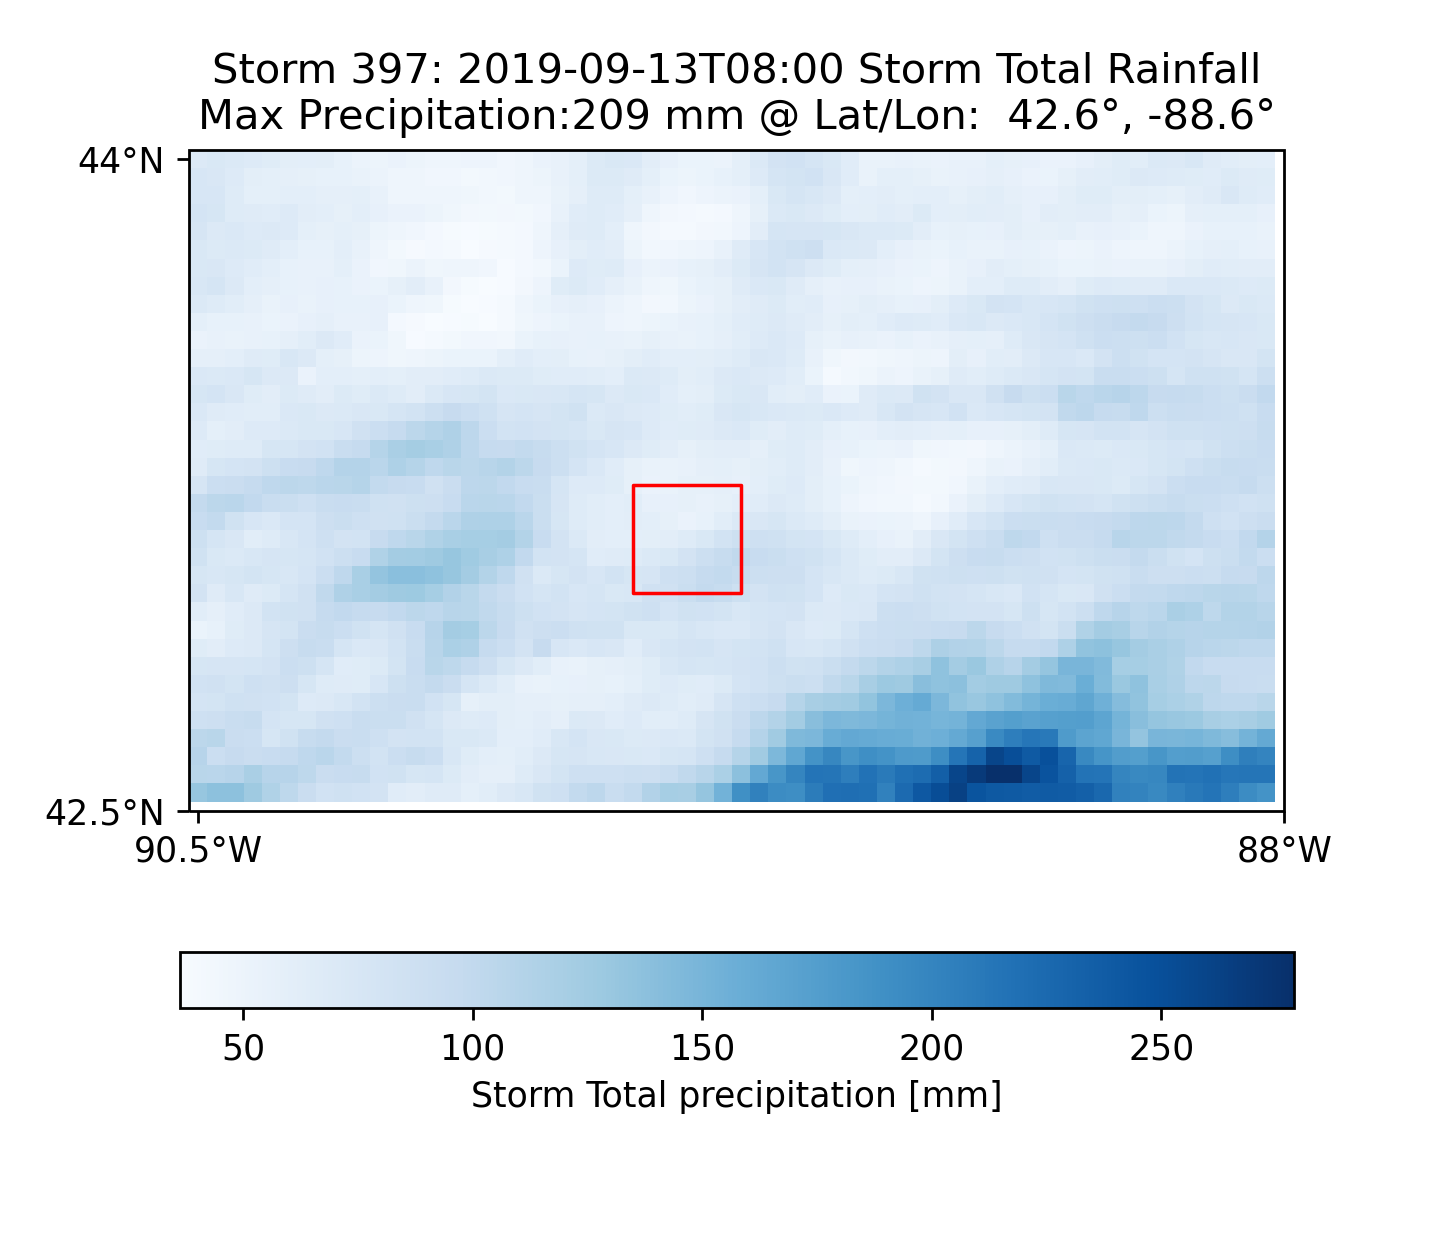 Storm 397: 2019-09-13T08:00 Storm Total Rainfall
Max Precipitation:209 mm @ Lat/Lon:  42.6°, -88.6°
44°N
42.5°N
90.5°W 88°W
50 100 150 200 250
Storm Total precipitation [mm]